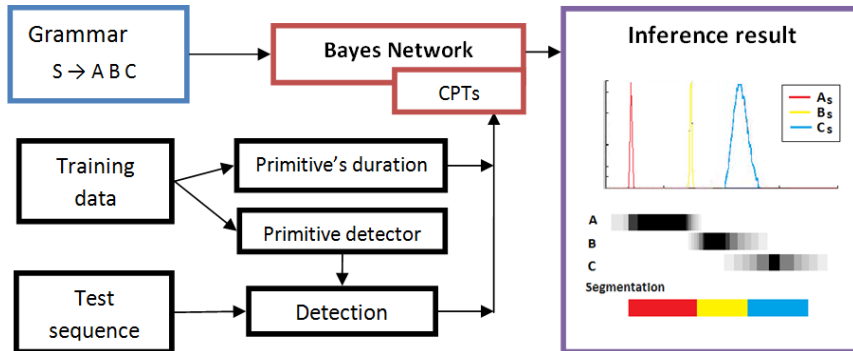 Grammar
S → A B C
Bayes Network
CPTs
Training
data
Primitive's duration
Primitive detector
Test
sequence
Detection
Inference result
As
Bs
Cs
A
B
C
Segmentation